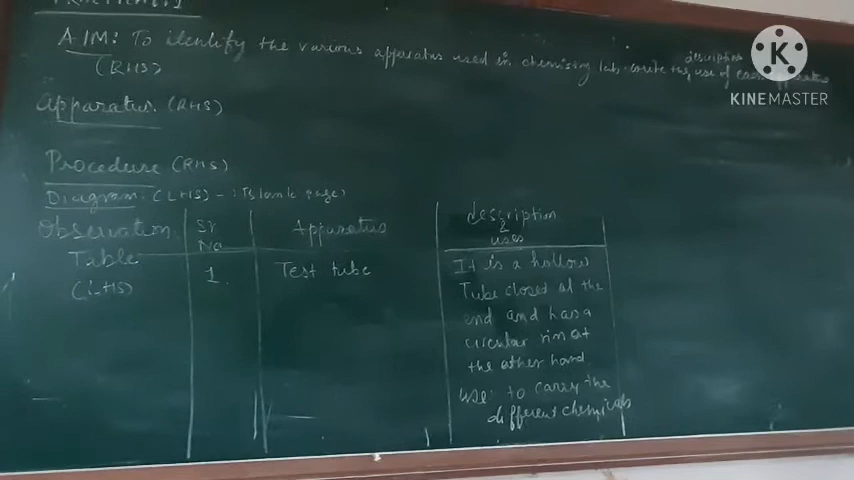 AIM: To identify the various apparatus used in chemistry lab. write the description & use of each apparatus
(RHS)
Apparatus. (RHS)
Procedure (RHS)
Diagram. (LHS) - : Blank page:
Observation Table (LHS)
Sr No
Apparatus
description & uses
1.
Test tube
It is a hollow
Tube closed at the
end and has a
circular rim at
the other hand
use: to carry the
different chemicals
K
KINEMASTER